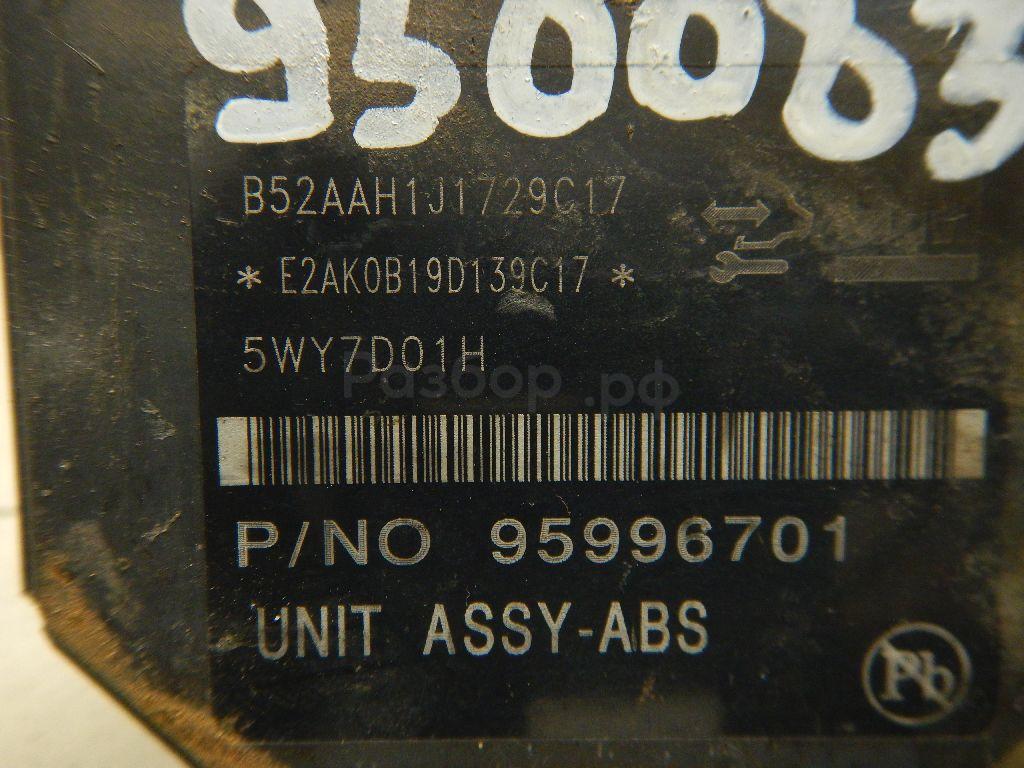 950083
B52AAH1J1729C17
* E2AK0B19D139C17 *
5WY7D01H
Разбор.рф
P/NO 95996701
UNIT ASSY-ABS
Pb